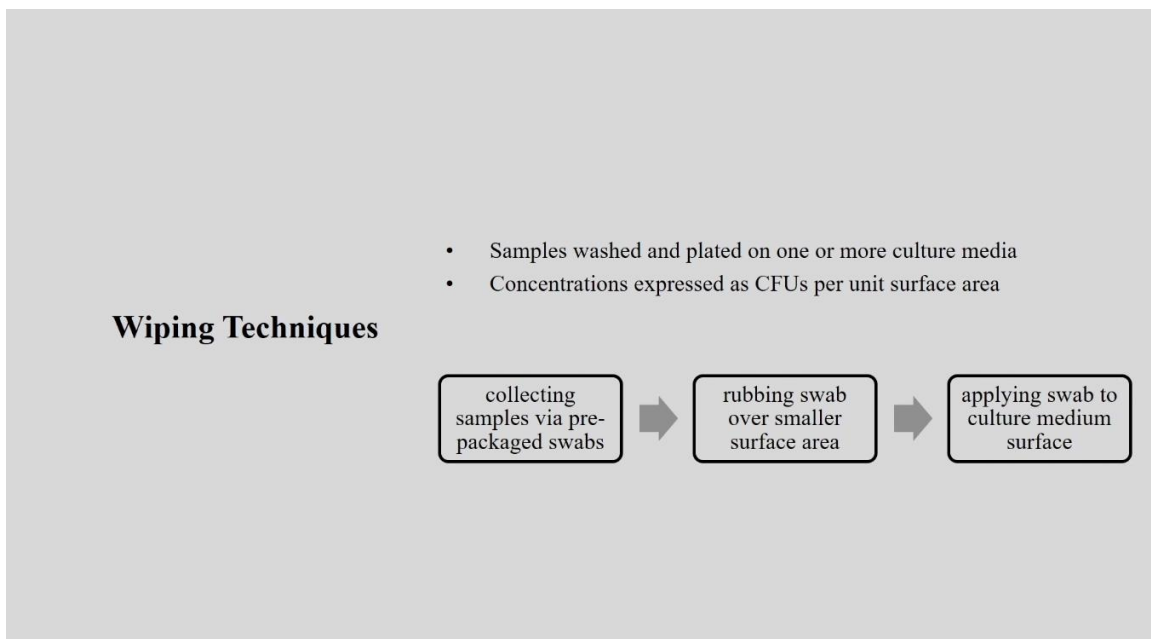 Wiping Techniques
• Samples washed and plated on one or more culture media
• Concentrations expressed as CFUs per unit surface area
collecting
samples via pre-
packaged swabs
rubbing swab
over smaller
surface area
applying swab to
culture medium
surface